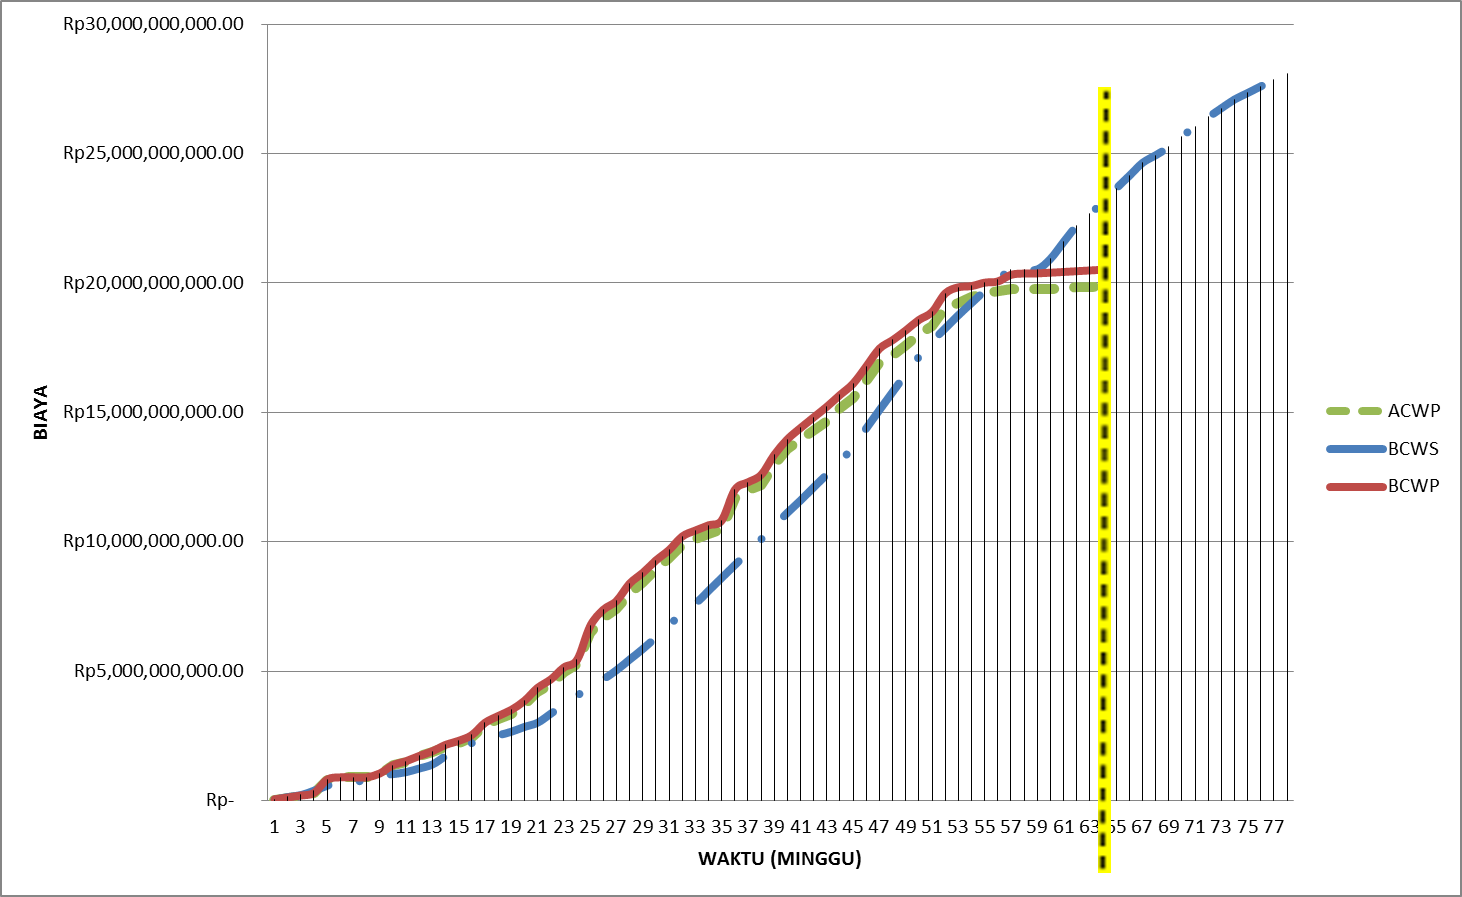 Rp30,000,000,000.00
Rp25,000,000,000.00
Rp20,000,000,000.00
Rp15,000,000,000.00
Rp10,000,000,000.00
Rp5,000,000,000.00
Rp-
BIAYA
1 3 5 7 9 11 13 15 17 19 21 23 25 27 29 31 33 35 37 39 41 43 45 47 49 51 53 55 57 59 61 63 65 67 69 71 73 75 77
WAKTU (MINGGU)
ACWP
BCWS
BCWP